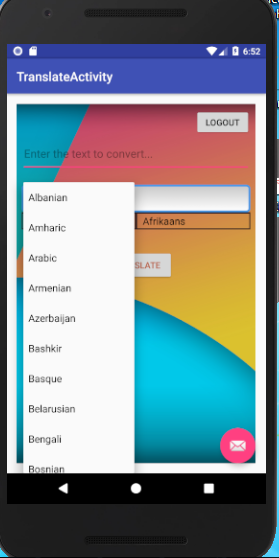 6:52
TranslateActivity
LOGOUT
Enter the text to convert...
Albanian
Afrikaans
Amharic
Arabic
Armenian
SLATE
Azerbaijan
Bashkir
Basque
Belarusian
Bengali
Bosnian